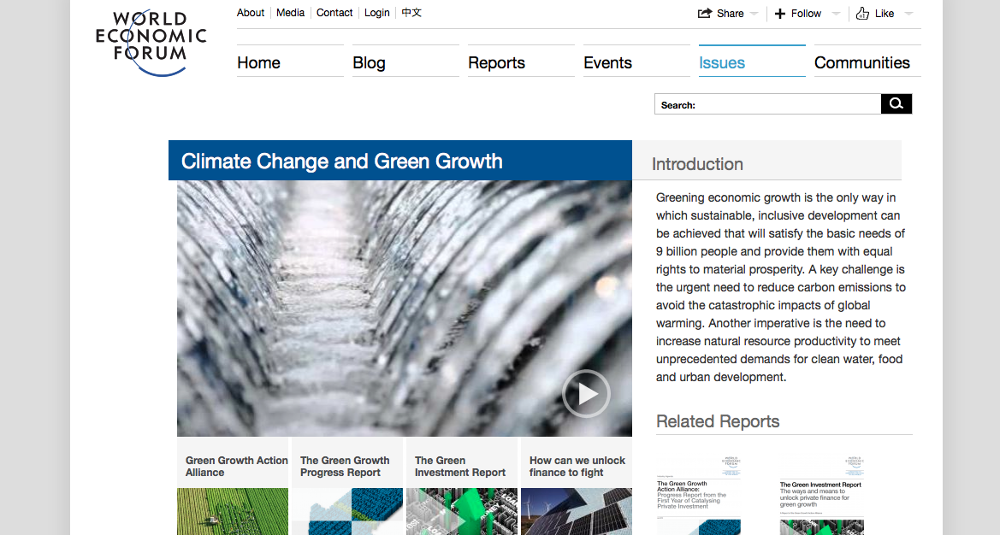 WORLD
ECONOMIC
FORUM
About
Media
Contact
Login
中文
Share
Follow
Like
Home
Blog
Reports
Events
Issues
Communities
Search:
Climate Change and Green Growth
Introduction
Greening economic growth is the only way in
which sustainable, inclusive development can
be achieved that will satisfy the basic needs of
9 billion people and provide them with equal
rights to material prosperity. A key challenge is
the urgent need to reduce carbon emissions to
avoid the catastrophic impacts of global
warming. Another imperative is the need to
increase natural resource productivity to meet
unprecedented demands for clean water, food
and urban development.
Green Growth Action
Alliance
The Green Growth
Progress Report
The Green
Investment Report
How can we unlock
finance to fight
Related Reports
WORLD
ECONOMIC
FORUM
The Green Growth
Action Alliance:
Progress Report from the
First Year of Catalysing
Private Investment
WORLD
ECONOMIC
FORUM
The Green Investment Report
The ways and means to
unlock private finance for
green growth